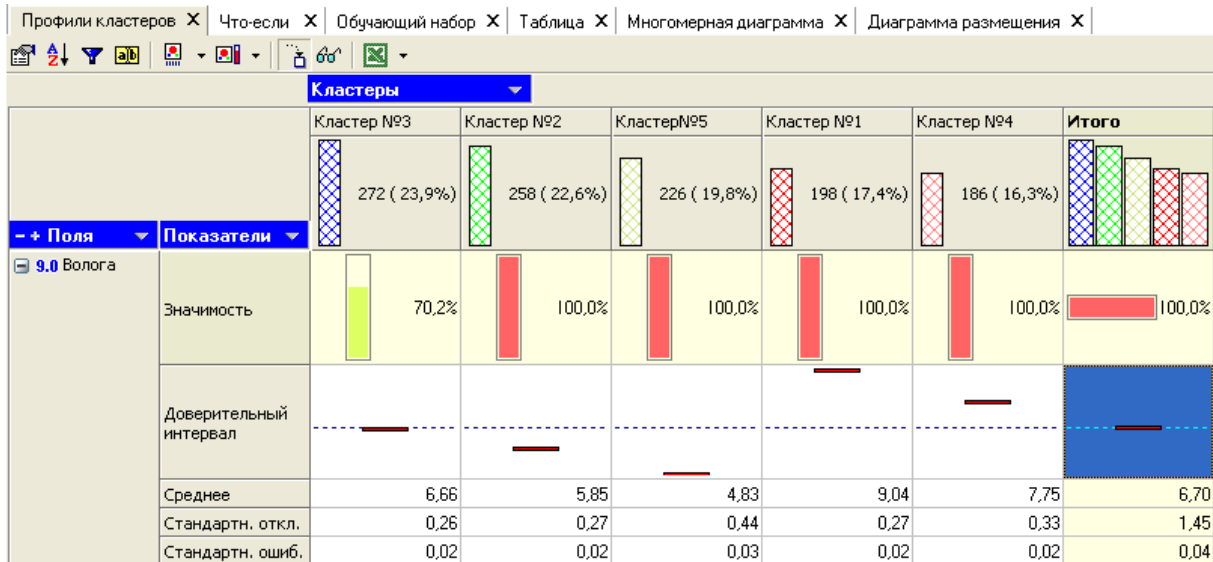 Профили кластеров X Что-если X Обучающий набор X Таблица X Многомерная диаграмма X Диаграмма размещения X
Кластеры
Кластер №3 Кластер №2 Кластер№5 Кластер №1 Кластер №4 Итого
272 ( 23,9%) 258 ( 22,6%) 226 ( 19,8%) 198 ( 17,4%) 186 ( 16,3%)
− + Поля Показатели
9.0 Волога
Значимость 70,2% 100,0% 100,0% 100,0% 100,0% 100,0%
Доверительный
интервал
Среднее 6,66 5,85 4,83 9,04 7,75 6,70
Стандартн. откл. 0,26 0,27 0,44 0,27 0,33 1,45
Стандартн. ошиб. 0,02 0,02 0,03 0,02 0,02 0,04